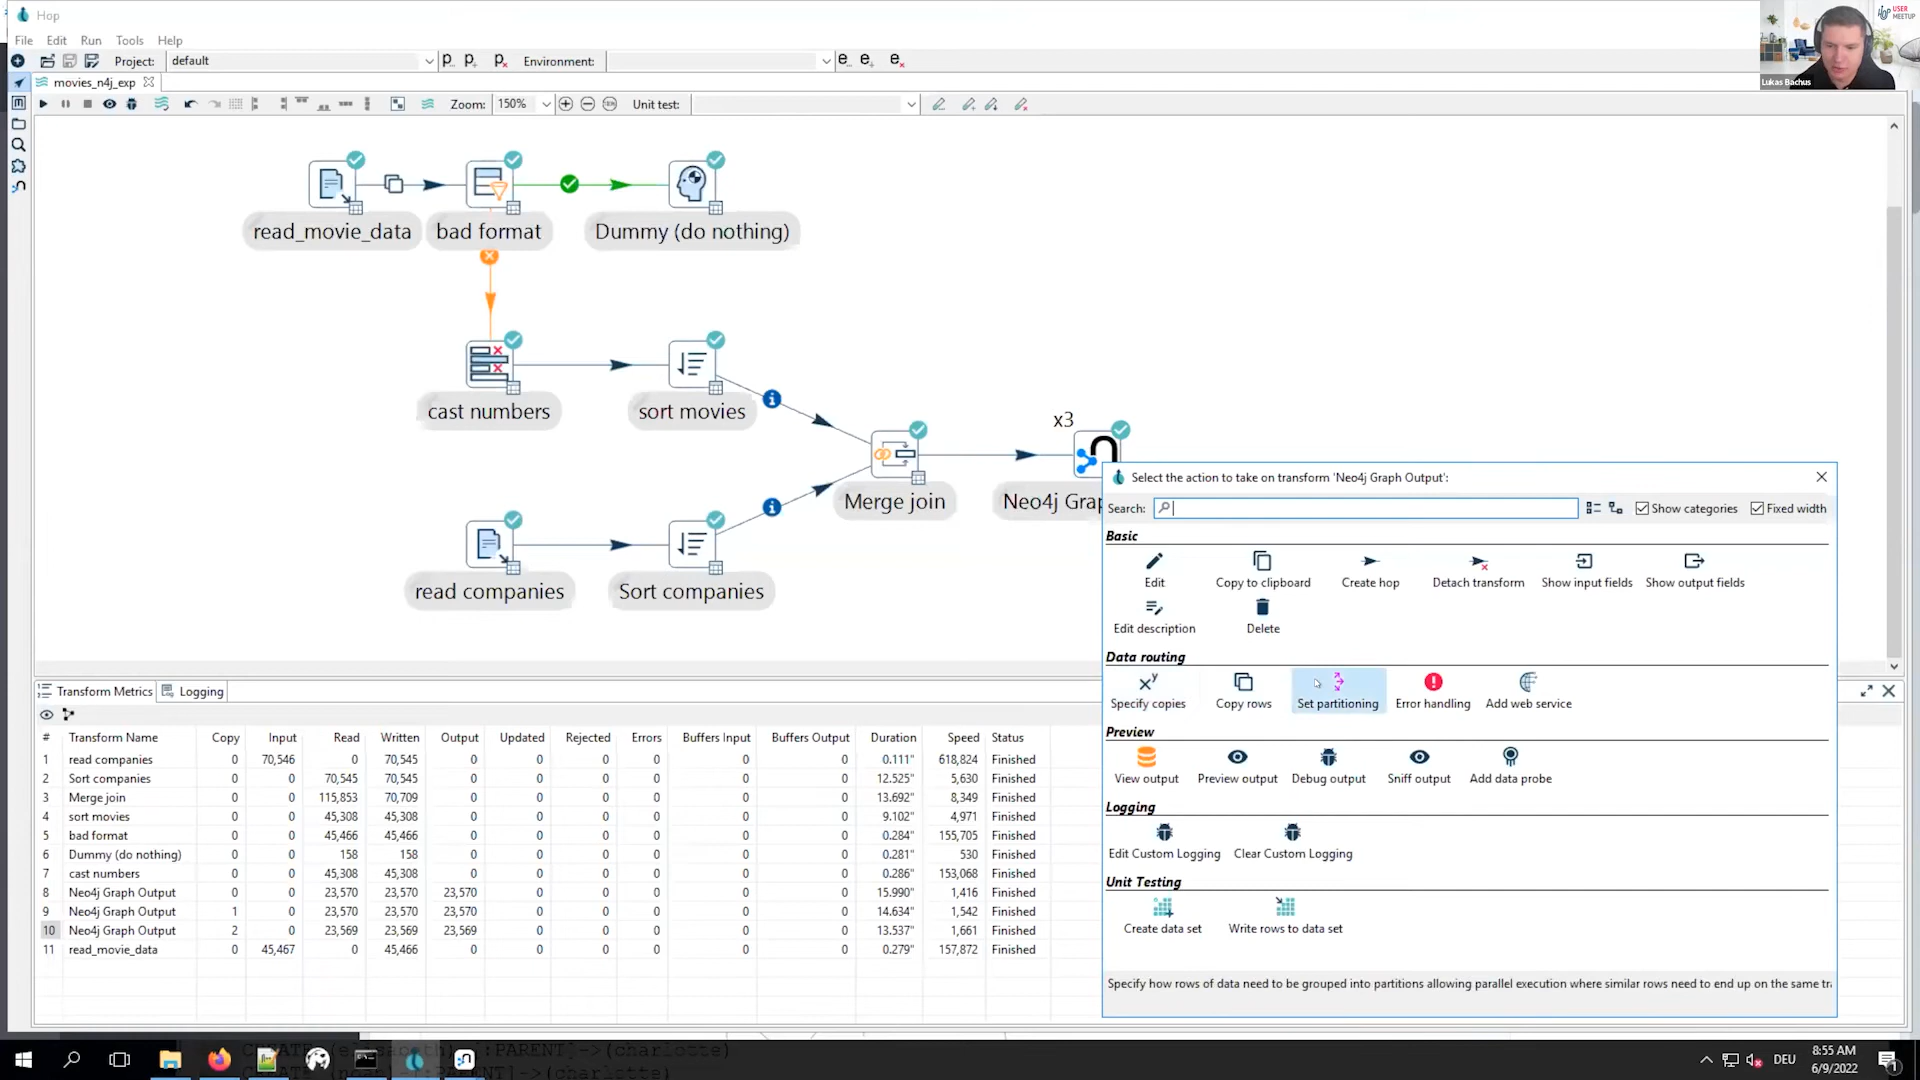 Hop
File Edit Run Tools Help
Project: default Environment:
movies_n4j_exp
Zoom: 150% Unit test:
Lukas Bachus
Hop USER MEETUP
read_movie_data bad format Dummy (do nothing)
cast numbers sort movies
x3
Merge join Neo4j Grap
read companies Sort companies
Select the action to take on transform 'Neo4j Graph Output':
Search: Show categories Fixed width
Basic
Edit Copy to clipboard Create hop Detach transform Show input fields Show output fields
Edit description Delete
Data routing
Specify copies Copy rows Set partitioning Error handling Add web service
Preview
View output Preview output Debug output Sniff output Add data probe
Logging
Edit Custom Logging Clear Custom Logging
Unit Testing
Create data set Write rows to data set
Specify how rows of data need to be grouped into partitions allowing parallel execution where similar rows need to end up on the same tr
Transform Metrics Logging
# Transform Name Copy Input Read Written Output Updated Rejected Errors Buffers Input Buffers Output Duration Speed Status
1 read companies 0 70,546 0 70,545 0 0 0 0 0 0 0.111" 618,824 Finished
2 Sort companies 0 0 70,545 70,545 0 0 0 0 0 0 12.525" 5,630 Finished
3 Merge join 0 0 115,853 70,709 0 0 0 0 0 0 13.692" 8,349 Finished
4 sort movies 0 0 45,308 45,308 0 0 0 0 0 0 9.102" 4,971 Finished
5 bad format 0 0 45,466 45,466 0 0 0 0 0 0 0.284" 155,705 Finished
6 Dummy (do nothing) 0 0 158 158 0 0 0 0 0 0 0.281" 530 Finished
7 cast numbers 0 0 45,308 45,308 0 0 0 0 0 0 0.286" 153,068 Finished
8 Neo4j Graph Output 0 0 23,570 23,570 23,570 0 0 0 0 0 15.990" 1,416 Finished
9 Neo4j Graph Output 1 0 23,570 23,570 23,570 0 0 0 0 0 14.634" 1,542 Finished
10 Neo4j Graph Output 2 0 23,569 23,569 23,569 0 0 0 0 0 13.537" 1,661 Finished
11 read_movie_data 0 45,467 0 45,466 0 0 0 0 0 0 0.279" 157,872 Finished
[:PARENT]->(charlotte)
[:PARENT]->(charlotte)
DEU 8:55 AM
6/9/2022
1